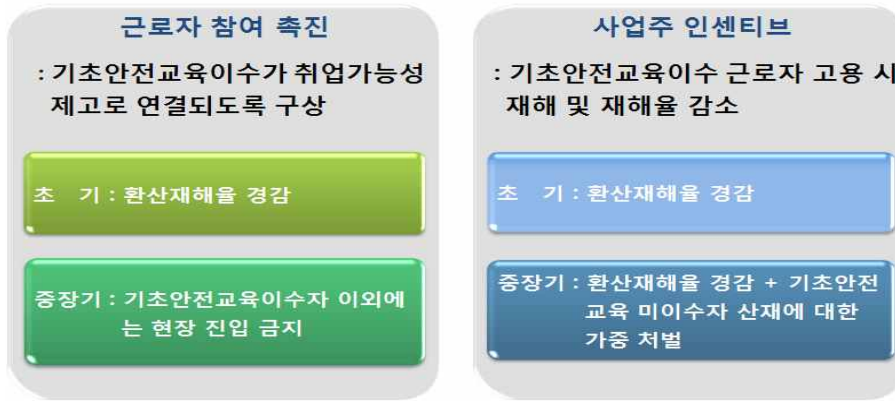 근로자 참여 촉진
: 기초안전교육이수가 취업가능성
제고로 연결되도록 구상
초 기 : 환산재해율 경감
중장기 : 기초안전교육이수자 이외에
는 현장 진입 금지
사업주 인센티브
: 기초안전교육이수 근로자 고용 시
재해 및 재해율 감소
초 기 : 환산재해율 경감
중장기 : 환산재해율 경감 + 기초안전
교육 미이수자 산재에 대한
가중 처벌